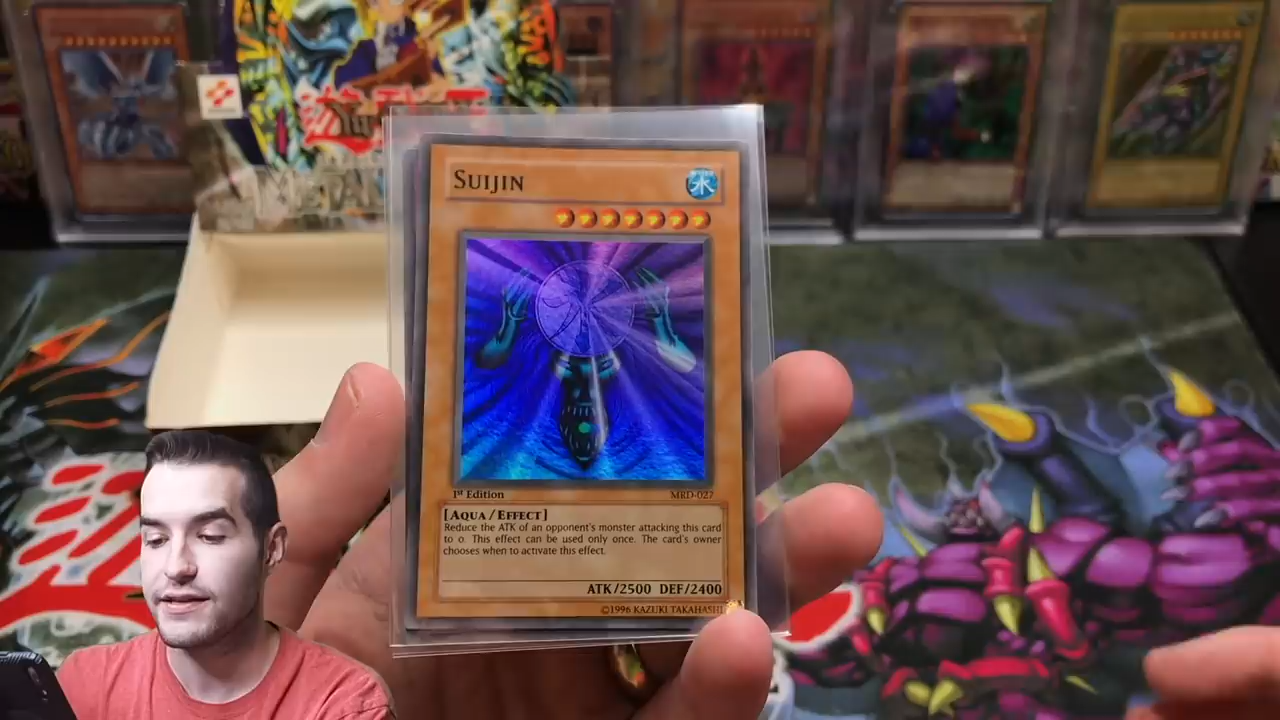 SUIJIN
水
1st Edition
MRD-027
[AQUA/EFFECT]
Reduce the ATK of an opponent's monster attacking this card
to 0. This effect can be used only once. The card's owner
chooses when to activate this effect.
ATK/2500 DEF/2400
©1996 KAZUKI TAKAHASHI